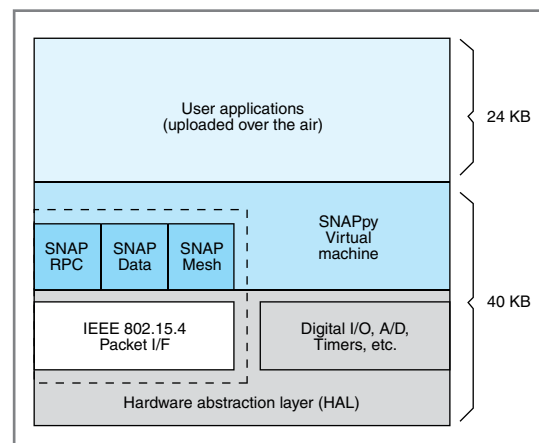 User applications
(uploaded over the air)
24 KB
SNAPpy
Virtual
machine
SNAP
RPC
SNAP
Data
SNAP
Mesh
40 KB
IEEE 802.15.4
Packet I/F
Digital I/O, A/D,
Timers, etc.
Hardware abstraction layer (HAL)